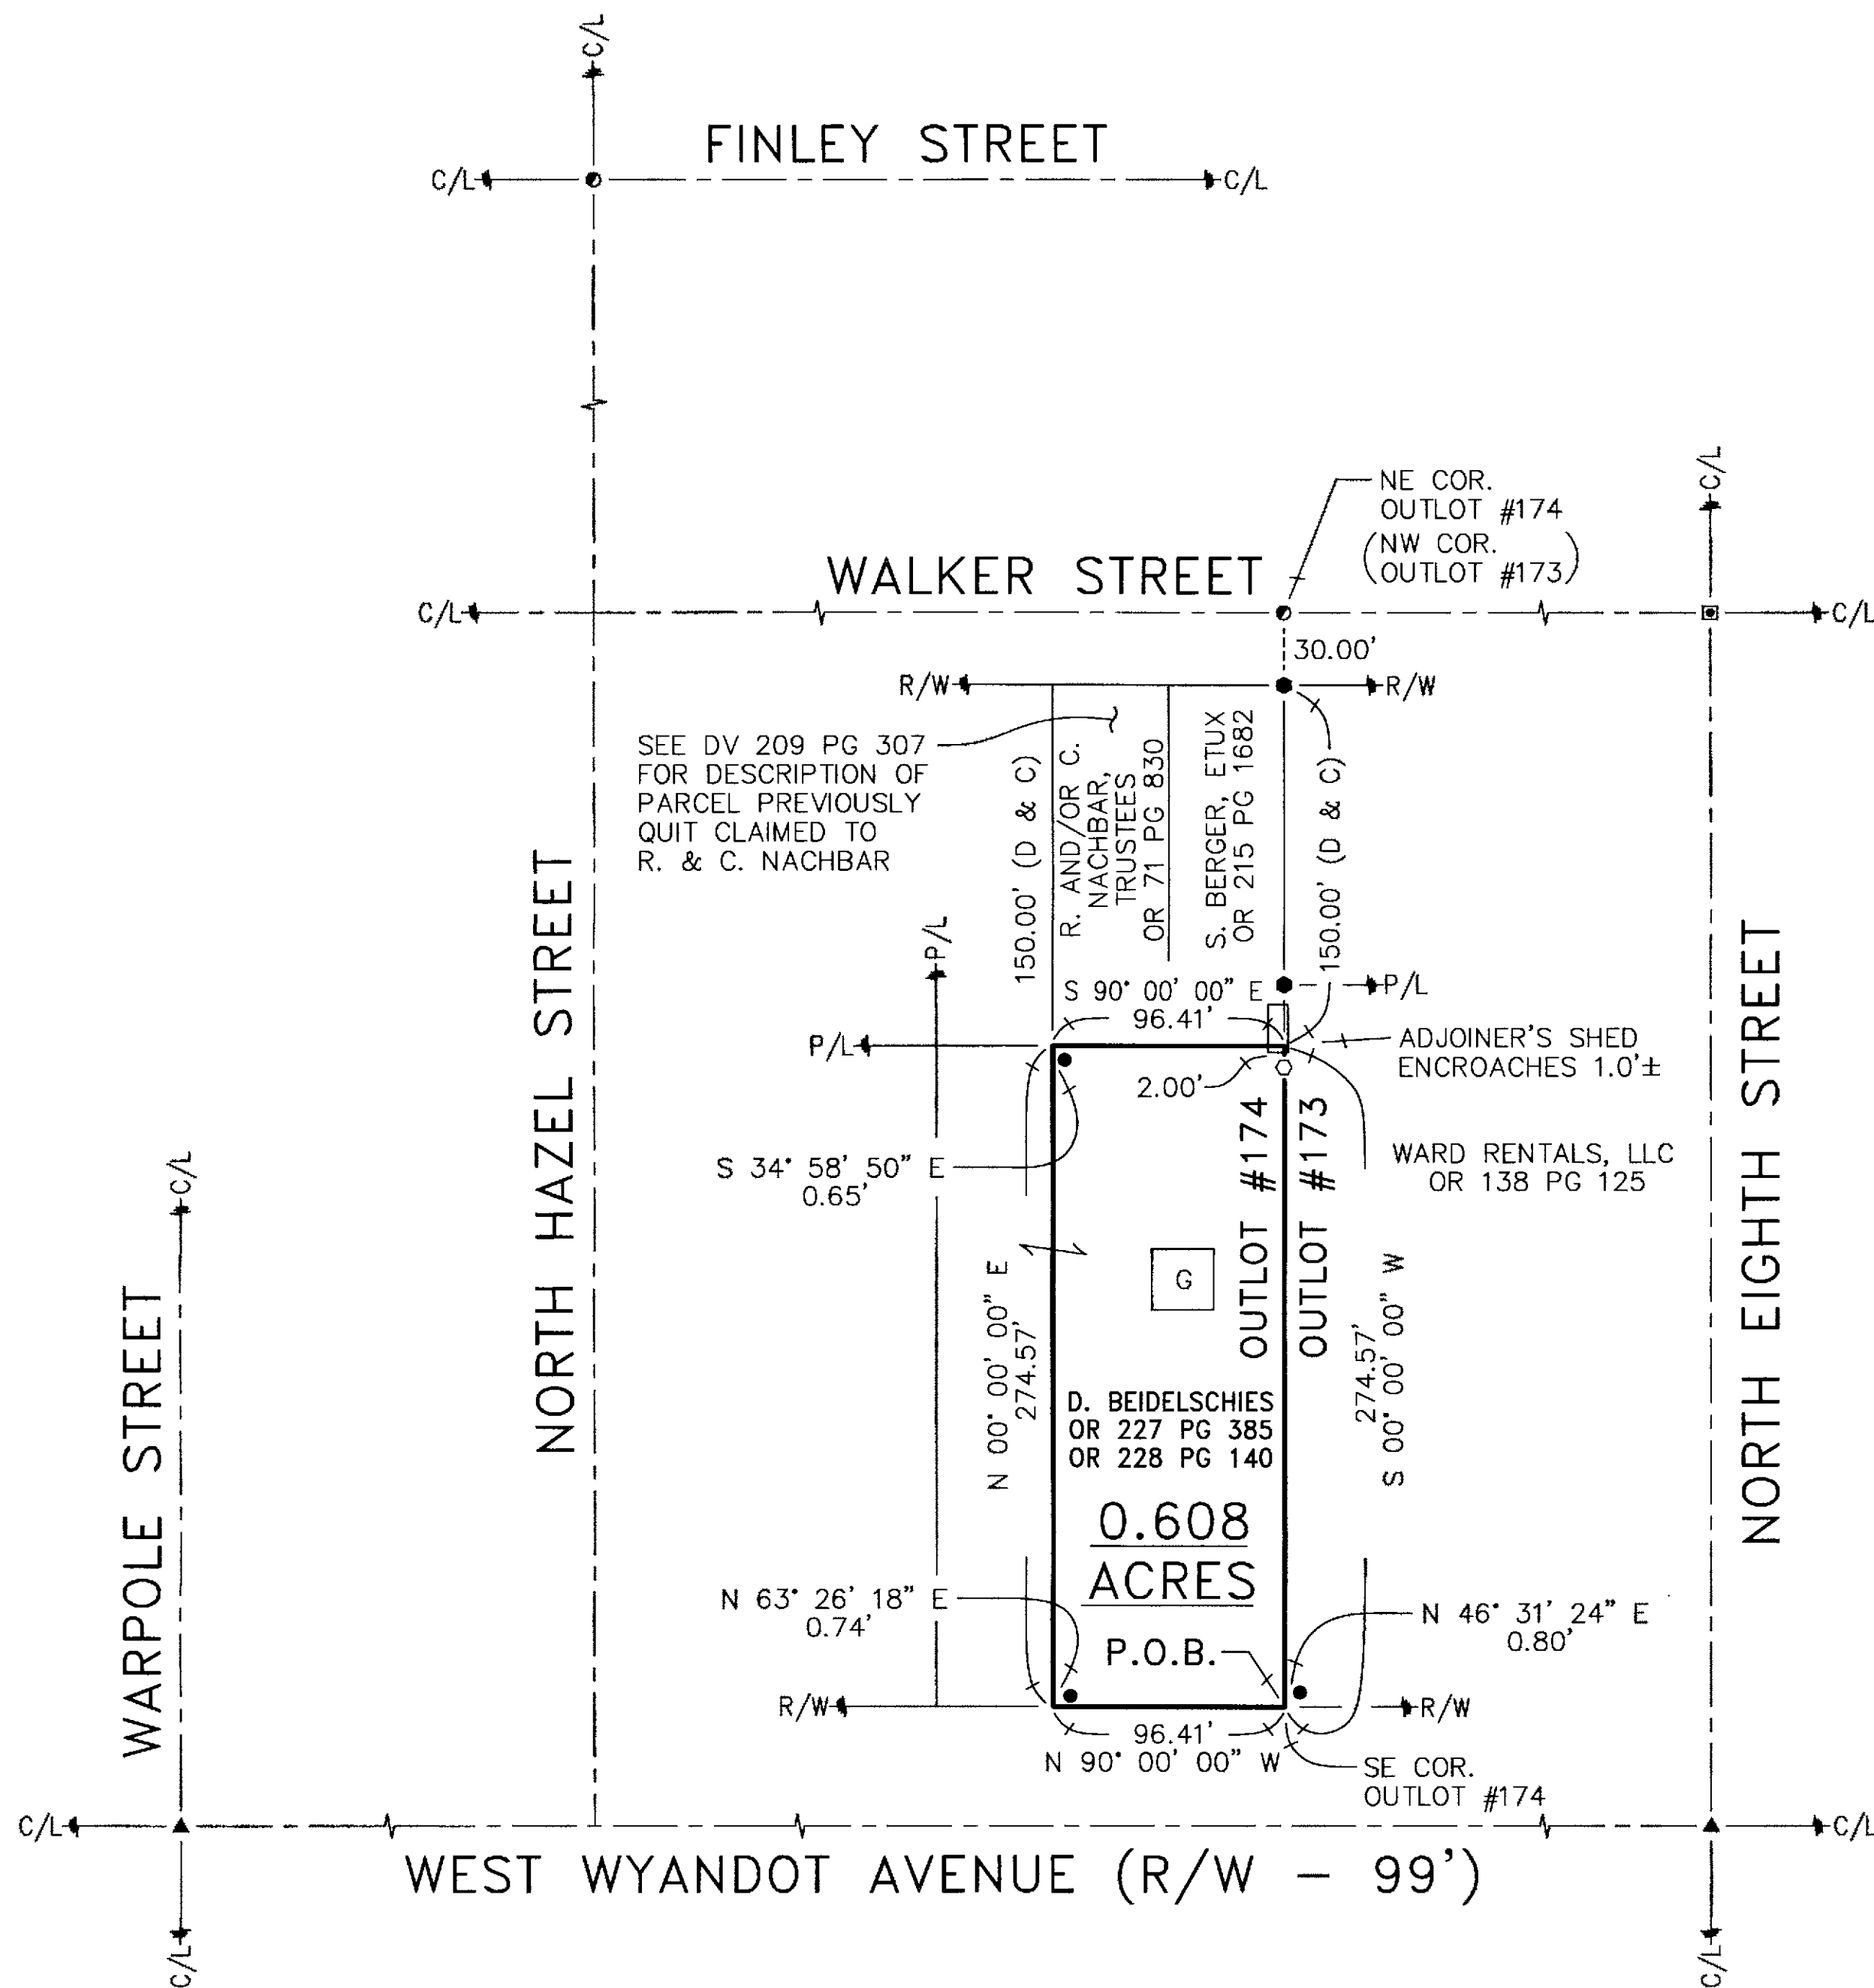 C/L
FINLEY STREET
C/L
C/L
C/L
NE COR.
OUTLOT #174
(NW COR.
OUTLOT #173)
WALKER STREET
C/L
C/L
30.00'
R/W
R/W
SEE DV 209 PG 307
FOR DESCRIPTION OF
PARCEL PREVIOUSLY
QUIT CLAIMED TO
R. & C. NACHBAR
150.00' (D & C)
R. AND/OR C.
NACHBAR,
TRUSTEES
OR 71 PG 830
S. BERGER, ETUX
OR 215 PG 1682
150.00' (D & C)
P/L
S 90° 00' 00" E
96.41'
P/L
P/L
ADJOINER'S SHED
ENCROACHES 1.0'±
2.00'
WARD RENTALS, LLC
OR 138 PG 125
S 34° 58' 50" E
0.65'
OUTLOT #174
OUTLOT #173
G
N 00° 00' 00" E
274.57'
274.57'
S 00° 00' 00" W
D. BEIDELSCHIES
OR 227 PG 385
OR 228 PG 140
0.608
ACRES
N 63° 26' 18" E
0.74'
N 46° 31' 24" E
0.80'
P.O.B.
R/W
R/W
96.41'
N 90° 00' 00" W
SE COR.
OUTLOT #174
NORTH HAZEL STREET
NORTH EIGHTH STREET
WARPOLE STREET
C/L
C/L
C/L
WEST WYANDOT AVENUE (R/W - 99')
C/L
C/L